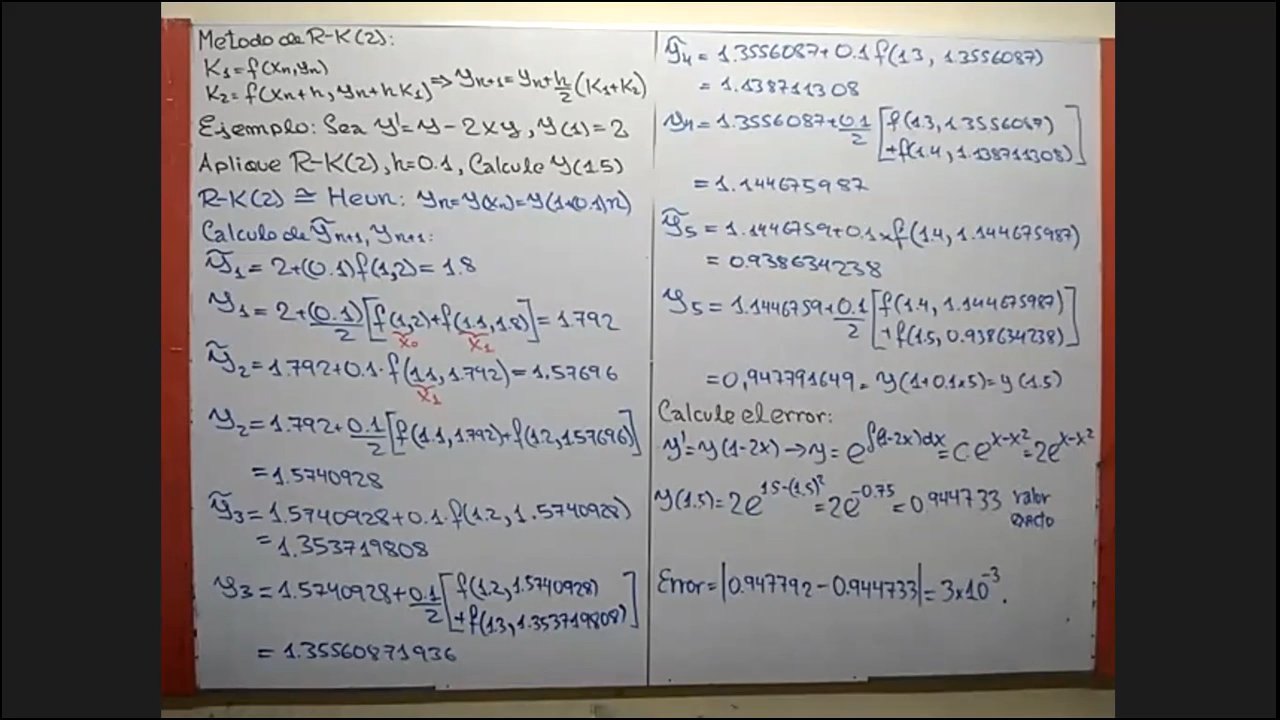 Metodo de R-K(2):
K₁=f(xn,yn)
K₂=f(xn+h, yn+hK₁) ⇒ yn+1=yn+h/2(K₁+K₂)
Ejemplo: Sea y'=y-2xy, y(1)=2
Aplique R-K(2), h=0.1, Calcule y(1.5)
R-K(2) ≅ Heun: yn=y(xn)=y(1+(0.1)n)
Calculo de ỹn+1, yn+1:
ỹ₁=2+(0.1)f(1,2)=1.8
y₁=2+(0.1)/2[f(1,2)+f(1.1,1.8)]=1.792
x₀ x₁
ỹ₂=1.792+0.1·f(1.1,1.792)=1.57696
x₁
y₂=1.792+0.1/2[f(1.1,1.792)+f(1.2,1.57696)]
=1.5740928
ỹ₃=1.5740928+0.1·f(1.2,1.5740928)
=1.353719808
y₃=1.5740928+0.1/2[f(1.2,1.5740928)
+f(1.3,1.353719808)]
=1.35560871936
ỹ₄=1.3556087+0.1f(1.3,1.3556087)
=1.138711308
y₄=1.3556087+0.1/2[f(1.3,1.3556087)
+f(1.4,1.138711308)]
=1.144675987
ỹ₅=1.1446759+0.1×f(1.4,1.144675987)
=0.938634238
y₅=1.1446759+0.1/2[f(1.4,1.144675987)
+f(1.5,0.938634238)]
=0,947791649=y(1+0.1×5)=y(1.5)
Calcule el error:
y'=y(1-2x)→y=e^∫(1-2x)dx=c·e^x-x²=2e^x-x²
y(1.5)=2e^1.5-(1.5)²=2e^-0.75=0.944733 valor
exacto
Error=|0.947792-0.944733|=3×10⁻³.